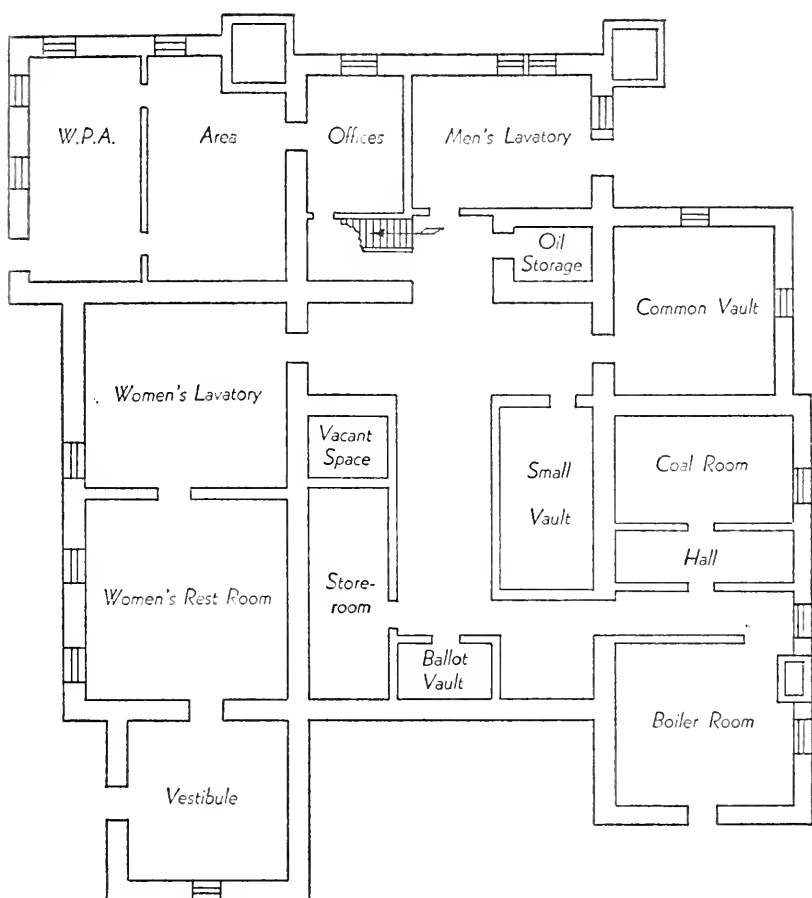 W.P.A.
Area
Offices
Men's Lavatory
Oil
Storage
Common Vault
Women's Lavatory
Vacant
Space
Small
Vault
Coal Room
Hall
Women's Rest Room
Store-
room
Ballot
Vault
Boiler Room
Vestibule